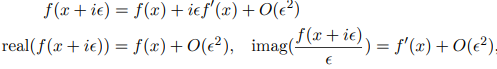 f(x + iϵ) = f(x) + iϵf′(x) + O(ϵ²)
real(f(x + iϵ)) = f(x) + O(ϵ²), imag(f(x + iϵ)/ϵ) = f′(x) + O(ϵ²),